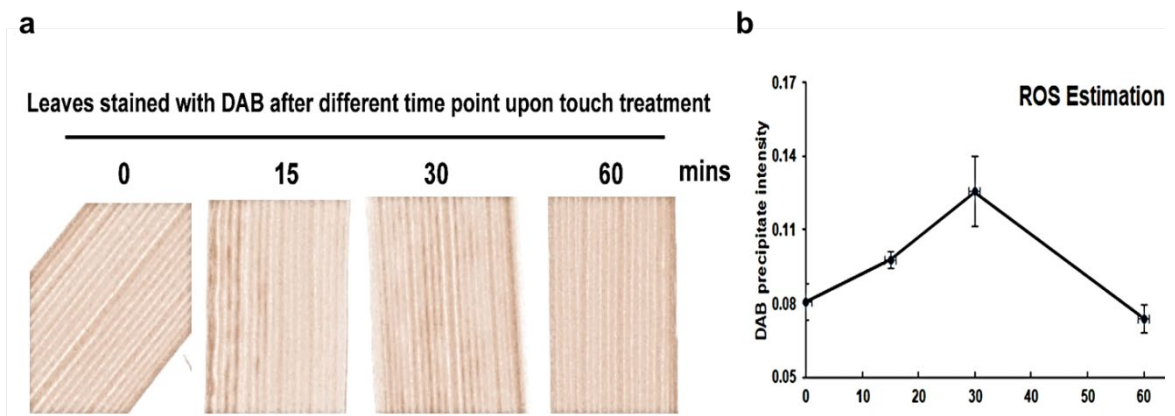 a
Leaves stained with DAB after different time point upon touch treatment
0 15 30 60 mins
b
ROS Estimation
DAB precipitate intensity
0.17
0.14
0.11
0.08
0.05
0 10 20 30 40 50 60